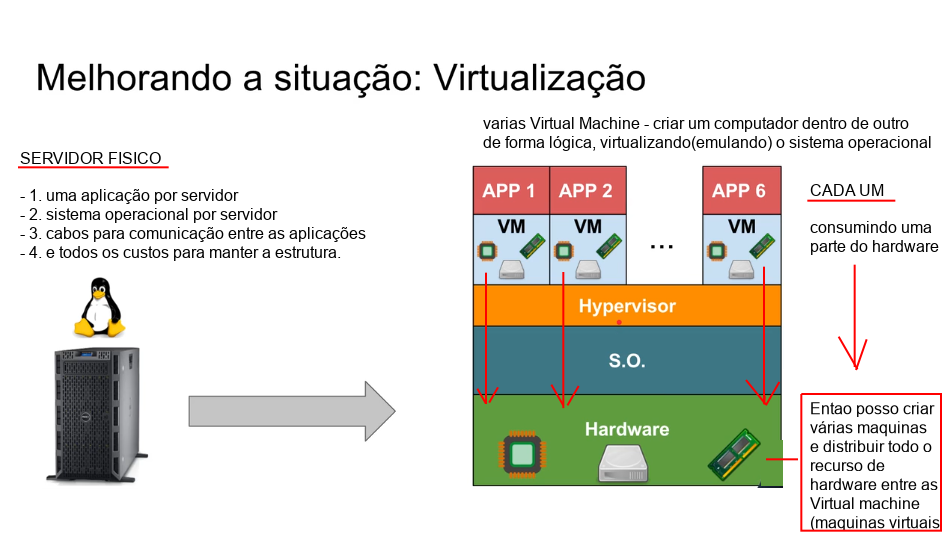 Melhorando a situação: Virtualização
SERVIDOR FISICO
- 1. uma aplicação por servidor
- 2. sistema operacional por servidor
- 3. cabos para comunicação entre as aplicações
- 4. e todos os custos para manter a estrutura.
varias Virtual Machine - criar um computador dentro de outro
de forma lógica, virtualizando(emulando) o sistema operacional
APP 1
APP 2
APP 6
VM
VM
...
VM
Hypervisor
S.O.
Hardware
CADA UM
consumindo uma
parte do hardware
Entao posso criar
várias maquinas
e distribuir todo o
recurso de
hardware entre as
Virtual machine
(maquinas virtuais